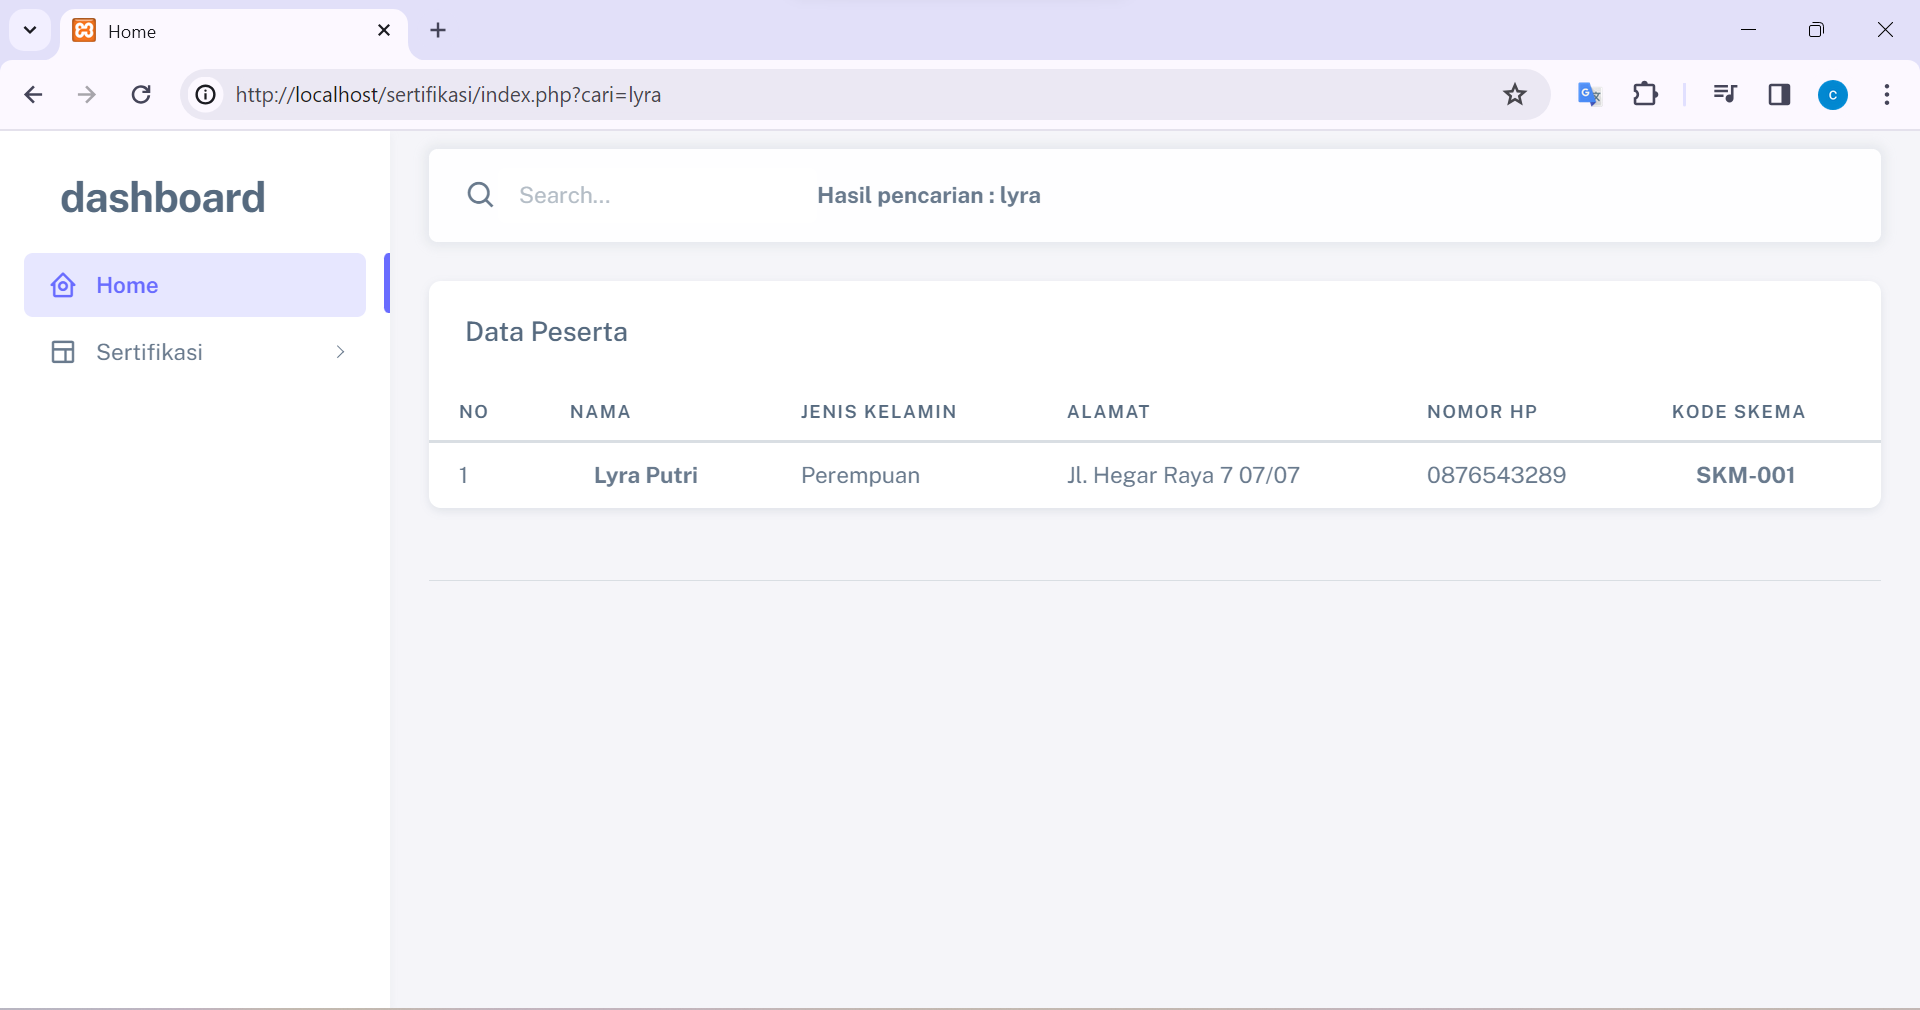 Home
http://localhost/sertifikasi/index.php?cari=lyra
c
dashboard
Search...
Hasil pencarian : lyra
Home
Sertifikasi
Data Peserta
NO NAMA JENIS KELAMIN ALAMAT NOMOR HP KODE SKEMA
1 Lyra Putri Perempuan Jl. Hegar Raya 7 07/07 0876543289 SKM-001